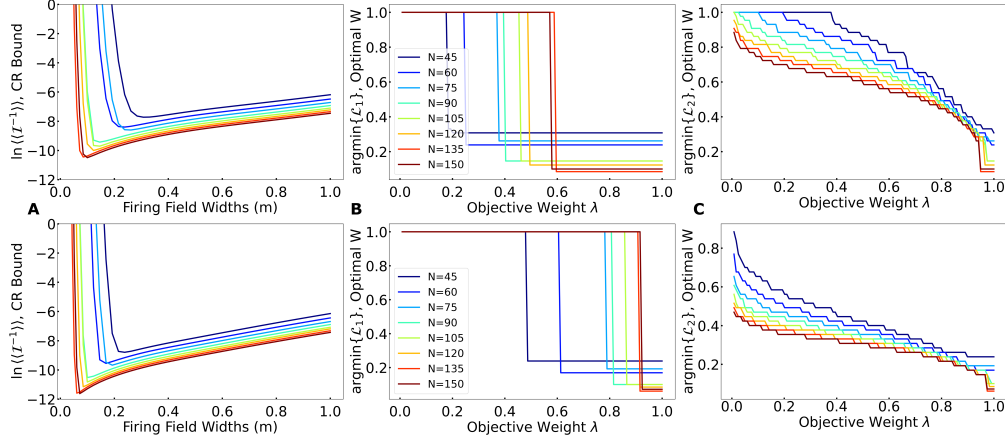 ln ⟨⟨ℐ⁻¹⟩⟩, CR Bound
0
−2
−4
−6
−8
−10
−12
0.0 0.2 0.4 0.6 0.8 1.0
Firing Field Widths (m)
A
argmin{ℒ₁}, Optimal W
1.0
0.8
0.6
0.4
0.2
N=45
N=60
N=75
N=90
N=105
N=120
N=135
N=150
0.0 0.2 0.4 0.6 0.8 1.0
Objective Weight λ
B
argmin{ℒ₂}, Optimal W
1.0
0.8
0.6
0.4
0.2
0.0 0.2 0.4 0.6 0.8 1.0
Objective Weight λ
C
ln ⟨⟨ℐ⁻¹⟩⟩, CR Bound
0
−2
−4
−6
−8
−10
−12
0.0 0.2 0.4 0.6 0.8 1.0
Firing Field Widths (m)
argmin{ℒ₁}, Optimal W
1.0
0.8
0.6
0.4
0.2
N=45
N=60
N=75
N=90
N=105
N=120
N=135
N=150
0.0 0.2 0.4 0.6 0.8 1.0
Objective Weight λ
argmin{ℒ₂}, Optimal W
0.8
0.6
0.4
0.2
0.0 0.2 0.4 0.6 0.8 1.0
Objective Weight λ